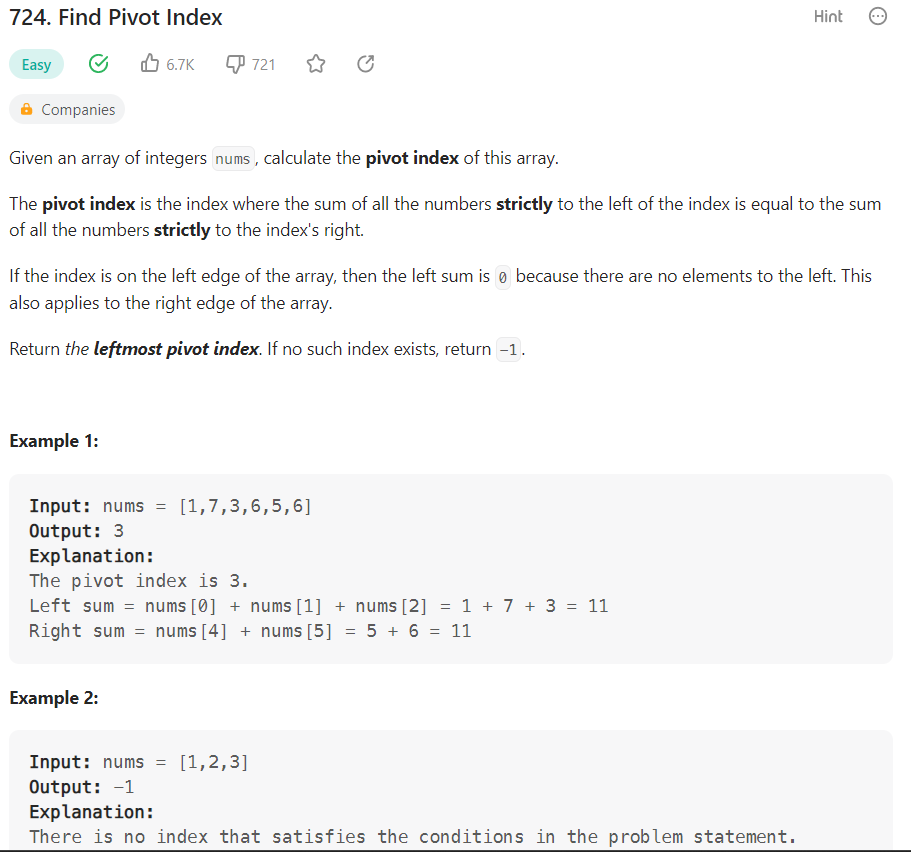 724. Find Pivot Index
Hint
Easy
6.7K
721
Companies
Given an array of integers nums, calculate the pivot index of this array.
The pivot index is the index where the sum of all the numbers strictly to the left of the index is equal to the sum
of all the numbers strictly to the index's right.
If the index is on the left edge of the array, then the left sum is 0 because there are no elements to the left. This
also applies to the right edge of the array.
Return the leftmost pivot index. If no such index exists, return -1.
Example 1:
Input: nums = [1,7,3,6,5,6]
Output: 3
Explanation:
The pivot index is 3.
Left sum = nums[0] + nums[1] + nums[2] = 1 + 7 + 3 = 11
Right sum = nums[4] + nums[5] = 5 + 6 = 11
Example 2:
Input: nums = [1,2,3]
Output: -1
Explanation:
There is no index that satisfies the conditions in the problem statement.